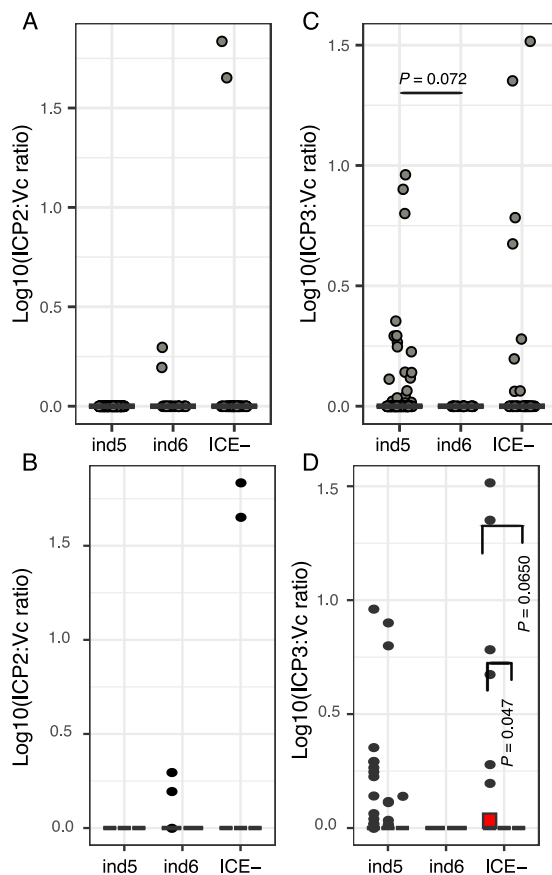 A
Log10(ICP2:Vc ratio)
1.5
1.0
0.5
0.0
ind5 ind6 ICE−
C
Log10(ICP3:Vc ratio)
1.5
1.0
0.5
0.0
P = 0.072
ind5 ind6 ICE−
B
Log10(ICP2:Vc ratio)
1.5
1.0
0.5
0.0
ind5 ind6 ICE−
D
Log10(ICP3:Vc ratio)
1.5
1.0
0.5
0.0
P = 0.0650
P = 0.047
ind5 ind6 ICE−